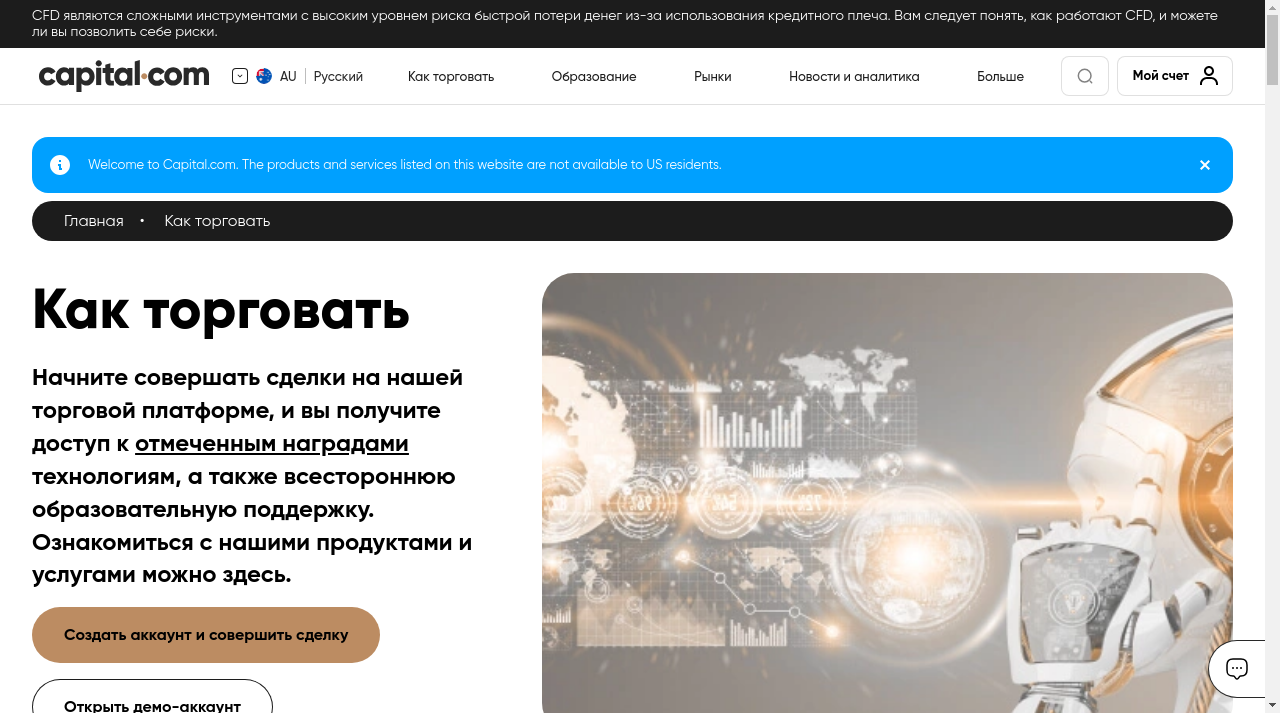 CFD являются сложными инструментами с высоким уровнем риска быстрой потери денег из-за использования кредитного плеча. Вам следует понять, как работают CFD, и можете
ли вы позволить себе риски.
capital.com AU Русский Как торговать Образование Рынки Новости и аналитика Больше Мой счет
Welcome to Capital.com. The products and services listed on this website are not available to US residents.
Главная • Как торговать
Как торговать
Начните совершать сделки на нашей
торговой платформе, и вы получите
доступ к отмеченным наградами
технологиям, а также всестороннюю
образовательную поддержку.
Ознакомиться с нашими продуктами и
услугами можно здесь.
Создать аккаунт и совершить сделку
Открыть демо-аккаунт